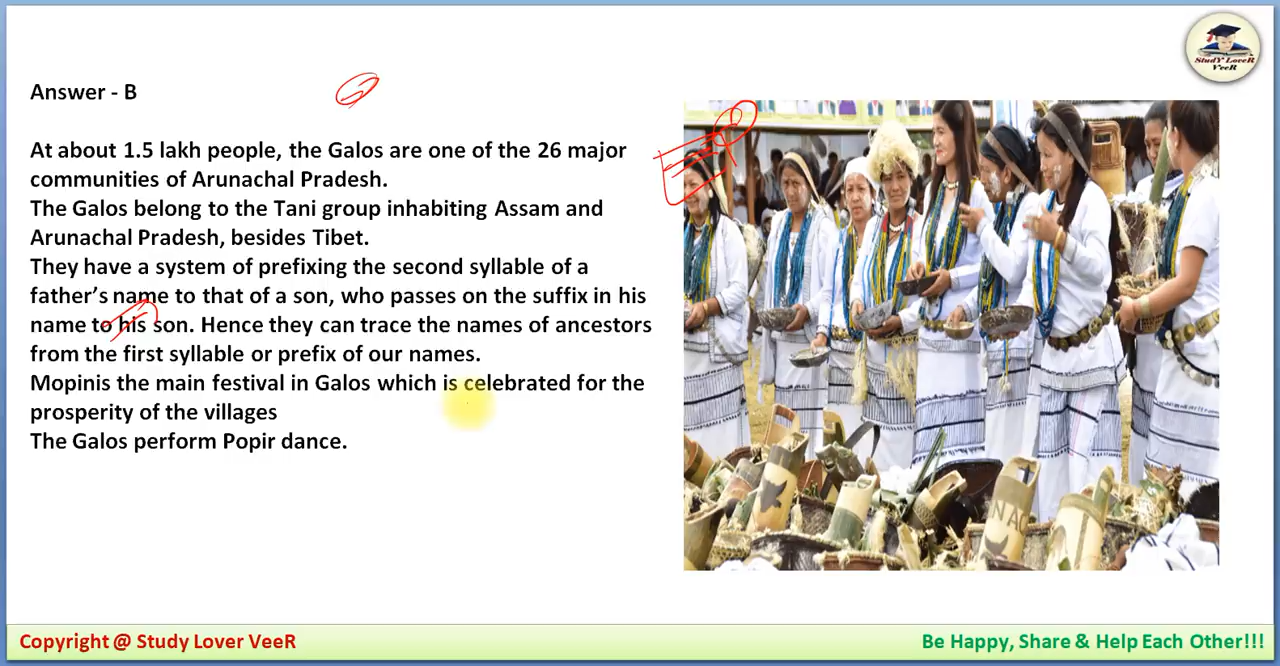 StudY LoveR
VeeR
Answer - B
At about 1.5 lakh people, the Galos are one of the 26 major
communities of Arunachal Pradesh.
The Galos belong to the Tani group inhabiting Assam and
Arunachal Pradesh, besides Tibet.
They have a system of prefixing the second syllable of a
father’s name to that of a son, who passes on the suffix in his
name to his son. Hence they can trace the names of ancestors
from the first syllable or prefix of our names.
Mopinis the main festival in Galos which is celebrated for the
prosperity of the villages
The Galos perform Popir dance.
Copyright @ Study Lover VeeR
Be Happy, Share & Help Each Other!!!